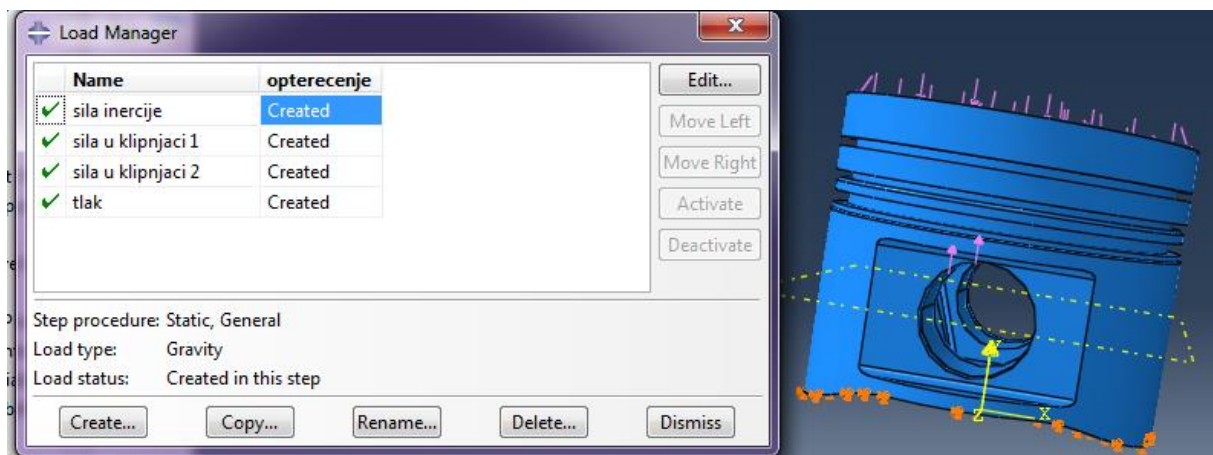 Load Manager
Name opterecenje
sila inercije Created
sila u klipnjaci 1 Created
sila u klipnjaci 2 Created
tlak Created
Edit...
Move Left
Move Right
Activate
Deactivate
Step procedure: Static, General
Load type: Gravity
Load status: Created in this step
Create... Copy... Rename... Delete... Dismiss
Y
Z X